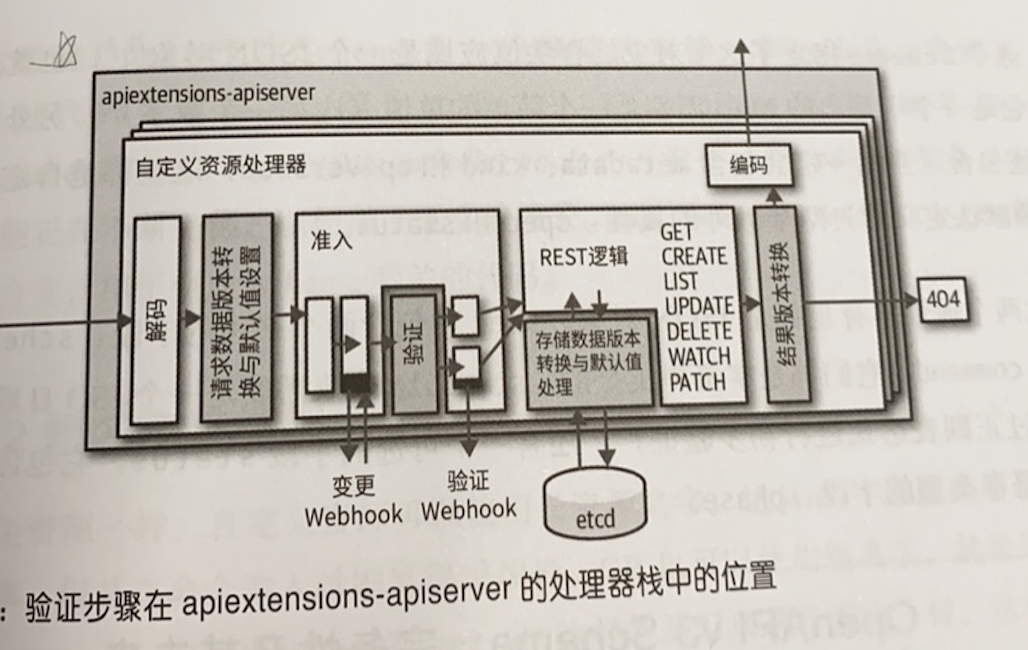 apiextensions-apiserver
自定义资源处理器
编码
解码
请求数据版本转
换与默认值设置
准入
验证
REST逻辑
存储数据版本
转换与默认值
处理
GET
CREATE
LIST
UPDATE
DELETE
WATCH
PATCH
结果版本转换
404
变更
Webhook
验证
Webhook
etcd
：验证步骤在 apiextensions-apiserver 的处理器栈中的位置